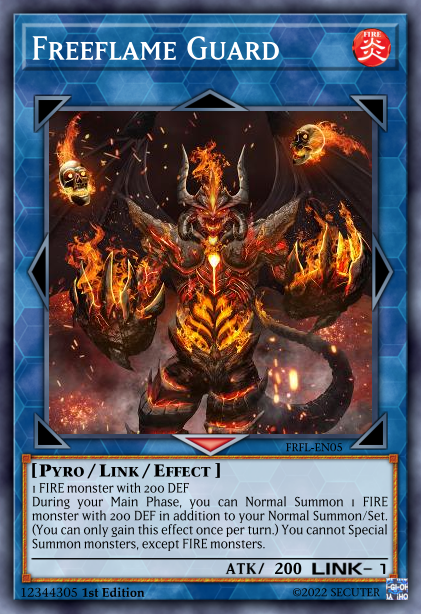 FREEFLAME GUARD
FIRE
炎
FRFL-EN05
[PYRO / LINK / EFFECT ]
1 FIRE monster with 200 DEF
During your Main Phase, you can Normal Summon 1 FIRE
monster with 200 DEF in addition to your Normal Summon/Set.
(You can only gain this effect once per turn.) You cannot Special
Summon monsters, except FIRE monsters.
ATK/ 200 LINK- 1
12344305 1st Edition
©2022 SECUTER